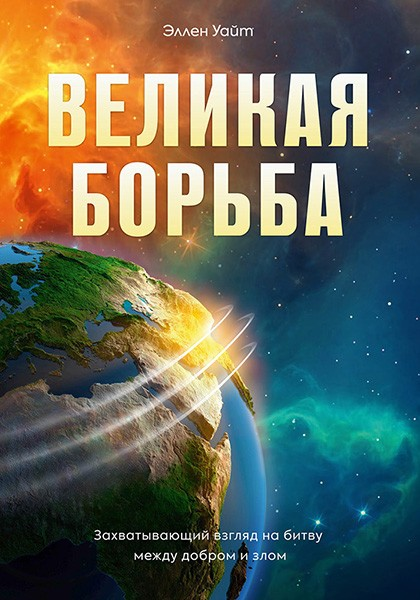 Эллен Уайт
ВЕЛИКАЯ
БОРЬБА
Захватывающий взгляд на битву
между добром и злом